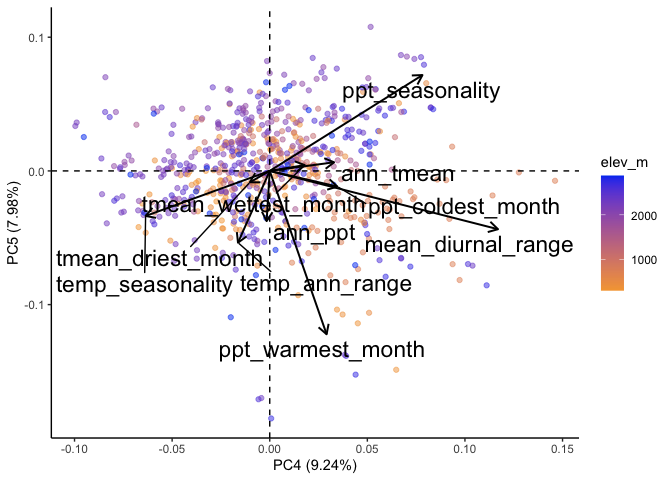 0.1
ppt_seasonality
elev_m
0.0
ann_tmean
tmean_wettest_month
ppt_coldest_month
2000
ann_ppt
mean_diurnal_range
1000
tmean_driest_month
temp_seasonality
temp_ann_range
-0.1
ppt_warmest_month
PC5 (7.98%)
-0.10
-0.05
0.00
0.05
0.10
0.15
PC4 (9.24%)